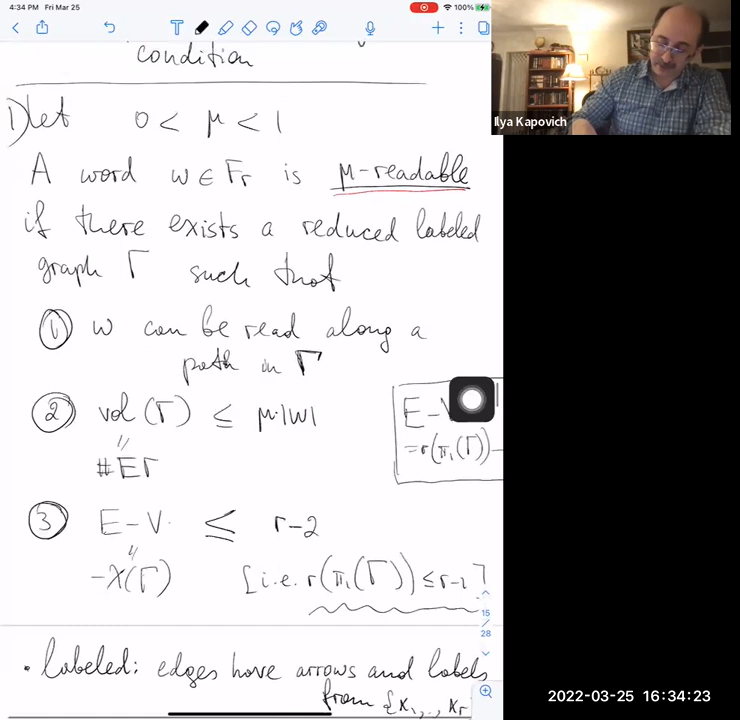 4:34 PM Fri Mar 25
100%
condition
1) Let 0 < μ < 1
A word w ∈ Fr is μ-readable
if there exists a reduced labeled
graph Γ such that
① w can be read along a
path in Γ
② vol(Γ) ≤ μ·|w|
#EΓ
E-V
=r(π₁(Γ))-
③ E-V ≤ r-2
-χ(Γ) [i.e. r(π₁(Γ)) ≤ r-1]
15
/
28
• Labeled: edges have arrows and labels
from {x₁,.., xr
Ilya Kapovich
2022-03-25 16:34:23